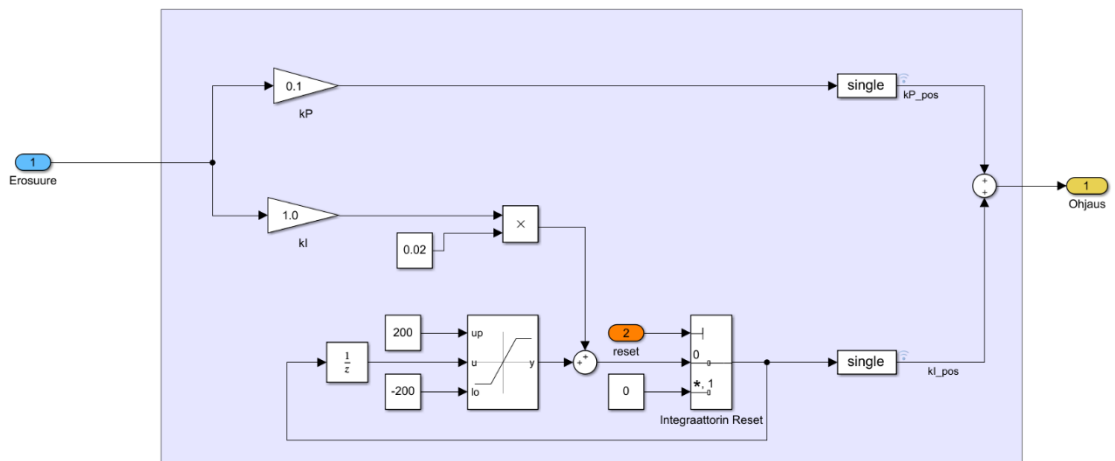 0.1
kP
single
kP_pos
1
Erosuure
+
+
1
Ohjaus
1.0
kI
×
0.02
200
up
2
reset
+
+
1
z
u
y
0
single
kI_pos
-200
lo
0
*, 1
Integraattorin Reset